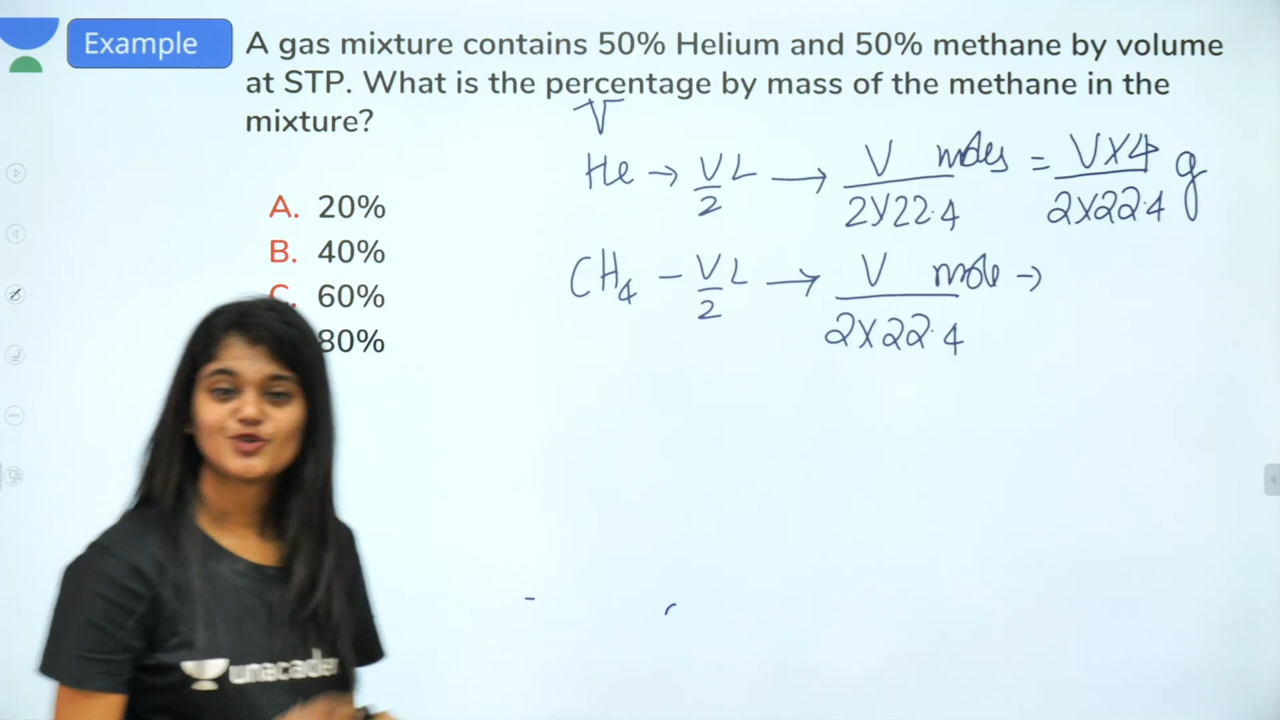 Example
A gas mixture contains 50% Helium and 50% methane by volume
at STP. What is the percentage by mass of the methane in the
mixture?
V
He → V/2 L → V/2×22.4 moles = V×4/2×22.4 g
CH₄ – V/2 L → V/2×22.4 mole →
A. 20%
B. 40%
C. 60%
80%
unacade